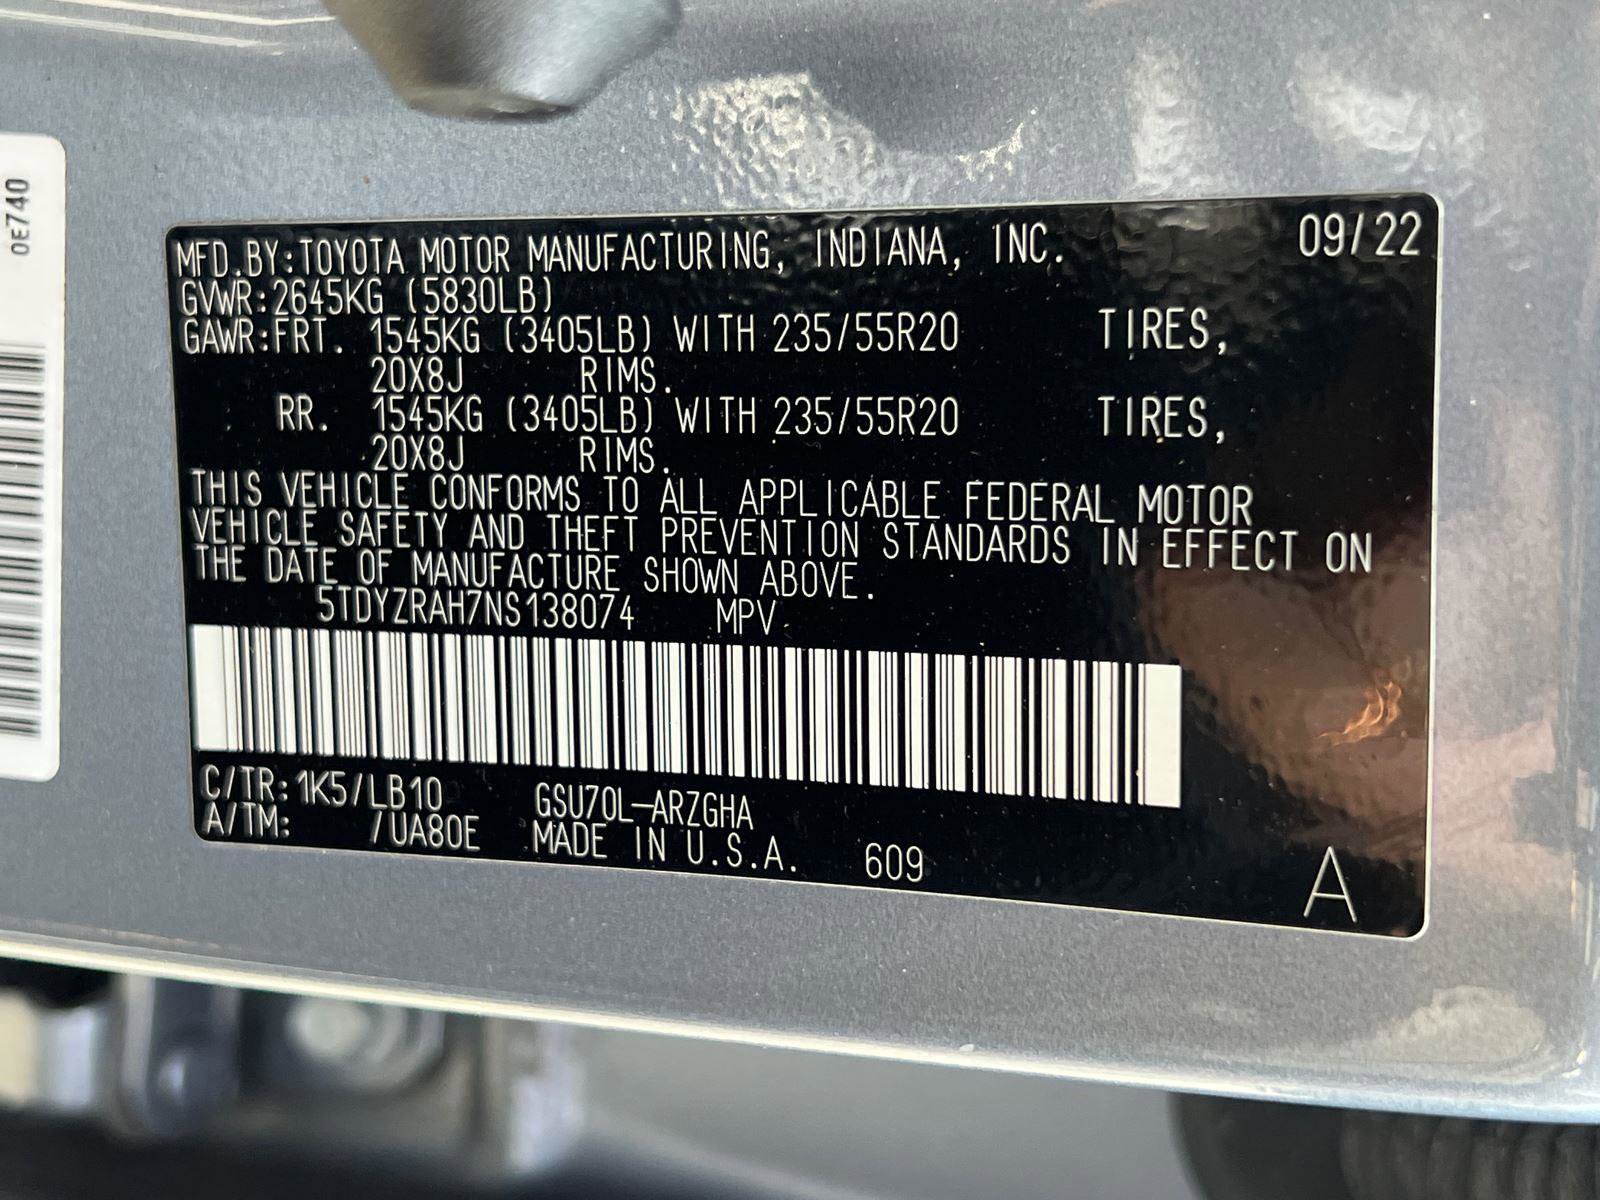 0E740
MFD.BY:TOYOTA MOTOR MANUFACTURING, INDIANA, INC. 09/22
GVWR:2645KG (5830LB)
GAWR:FRT. 1545KG (3405LB) WITH 235/55R20 TIRES,
20X8J RIMS.
RR. 1545KG (3405LB) WITH 235/55R20 TIRES,
20X8J RIMS.
THIS VEHICLE CONFORMS TO ALL APPLICABLE FEDERAL MOTOR
VEHICLE SAFETY AND THEFT PREVENTION STANDARDS IN EFFECT ON
THE DATE OF MANUFACTURE SHOWN ABOVE.
5TDYZRAH7NS138074 MPV
C/TR:1K5/LB10 GSU70L-ARZGHA
A/TM: /UA80E MADE IN U.S.A. 609
A